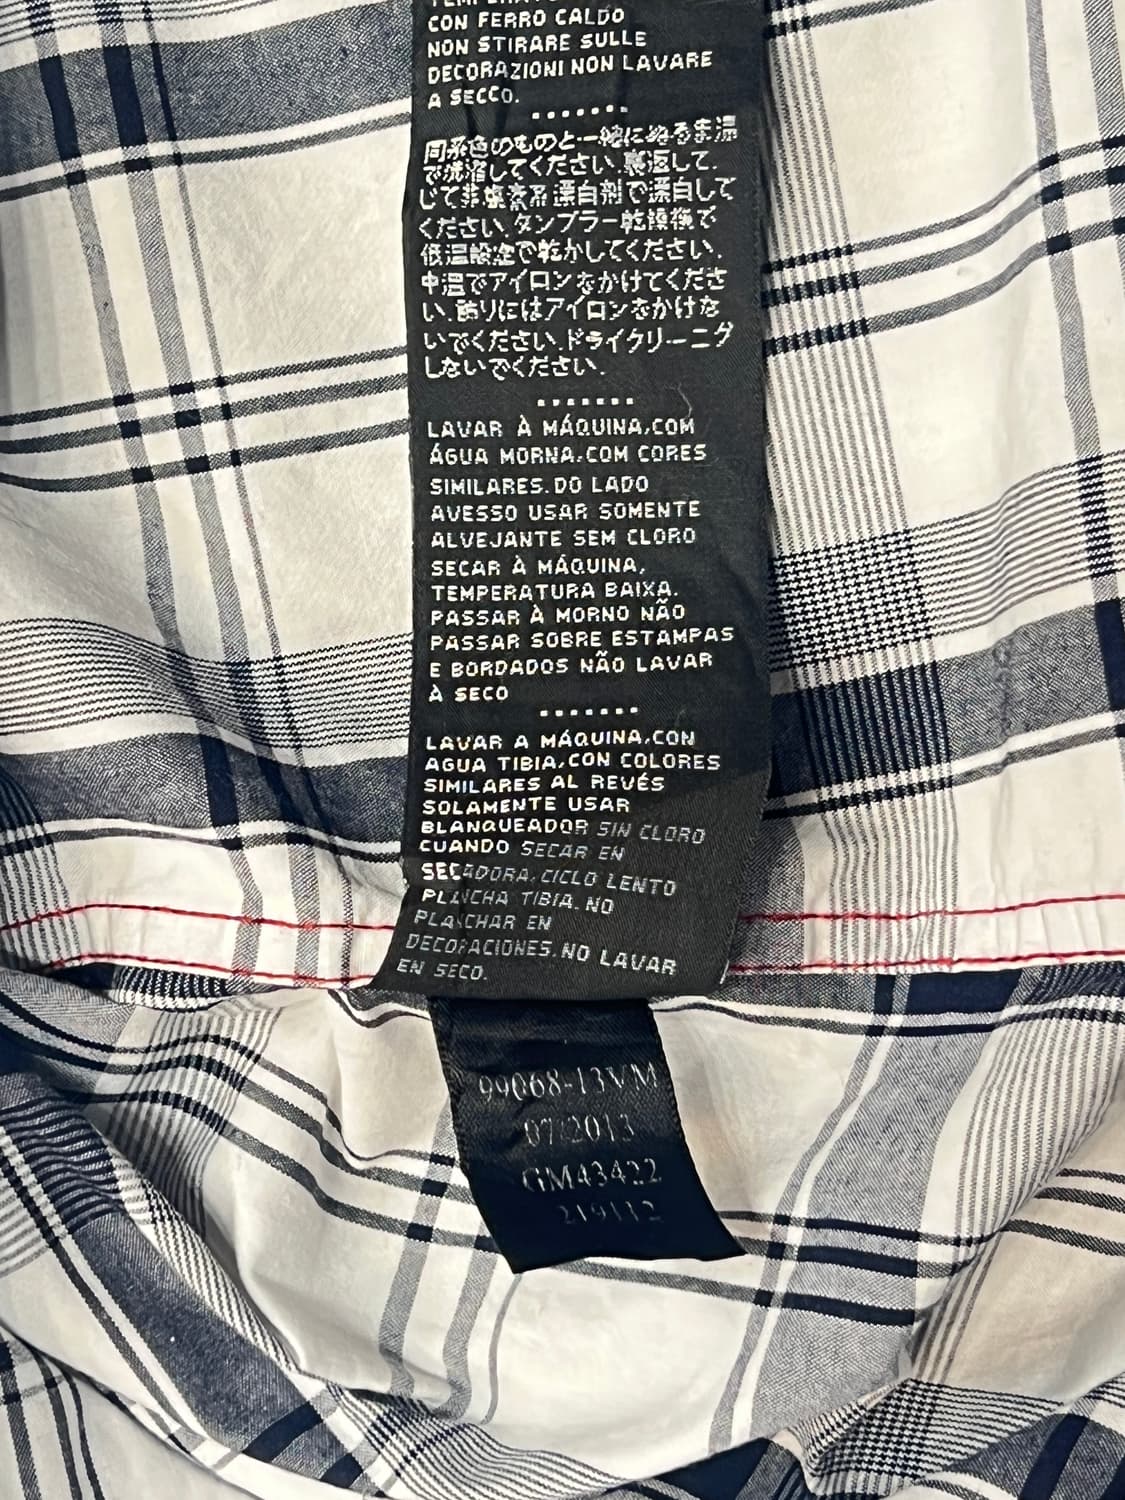 CON FERRO CALDO
NON STIRARE SULLE
DECORAZIONI NON LAVARE
A SECCO.
同系色のものと一緒にぬるま湯
で洗濯してください.裏返して.
じて非塩素系漂白剤で漂白して
ください.タンブラー乾燥後で
低温設定で乾かしてください.
中温でアイロンをかけてくださ
い.飾りにはアイロンをかけな
いでください.ドライクリーニグ
しないでください.
LAVAR À MÁQUINA,COM
ÁGUA MORNA,COM CORES
SIMILARES.DO LADO
AVESSO USAR SOMENTE
ALVEJANTE SEM CLORO
SECAR À MÁQUINA,
TEMPERATURA BAIXA.
PASSAR À MORNO NÃO
PASSAR SOBRE ESTAMPAS
E BORDADOS NÃO LAVAR
À SECO
LAVAR A MÁQUINA,CON
AGUA TIBIA,CON COLORES
SIMILARES AL REVÉS
SOLAMENTE USAR
BLANQUEADOR SIN CLORO
CUANDO SECAR EN
SECADORA,CICLO LENTO
PLANCHA TIBIA.NO
PLANCHAR EN
DECORACIONES.NO LAVAR
EN SECO.
99068-13VM
07/2013
GM43422
219112